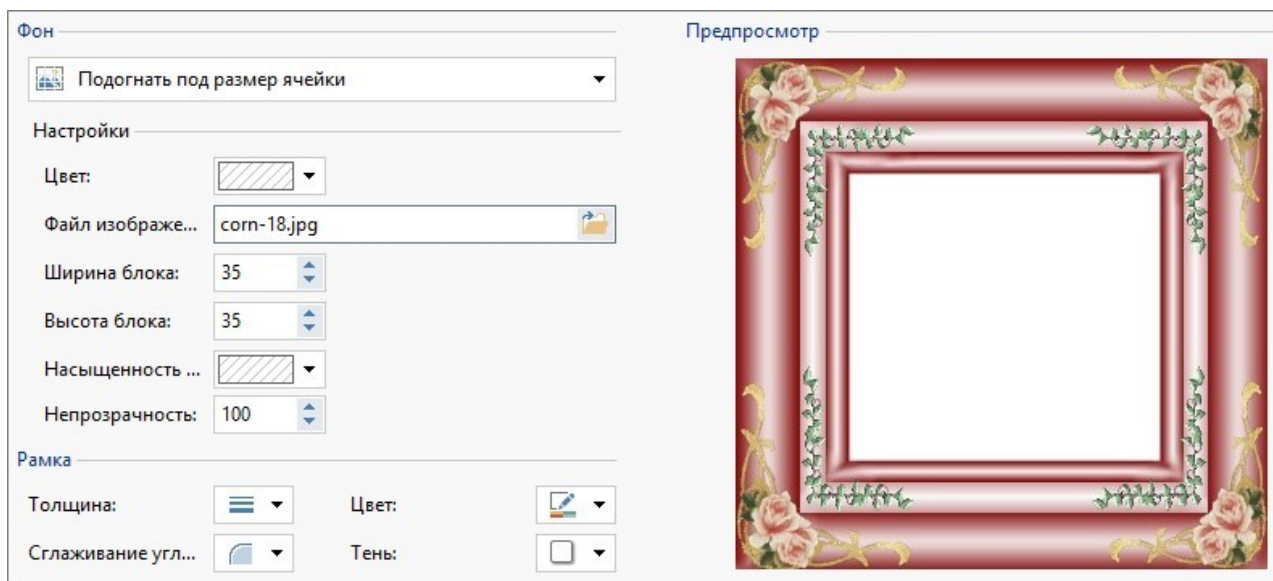 Фон
Подогнать под размер ячейки
Настройки
Цвет:
Файл изображе... corn-18.jpg
Ширина блока: 35
Высота блока: 35
Насыщенность ...
Непрозрачность: 100
Рамка
Толщина: Цвет:
Сглаживание угл... Тень:
Предпросмотр